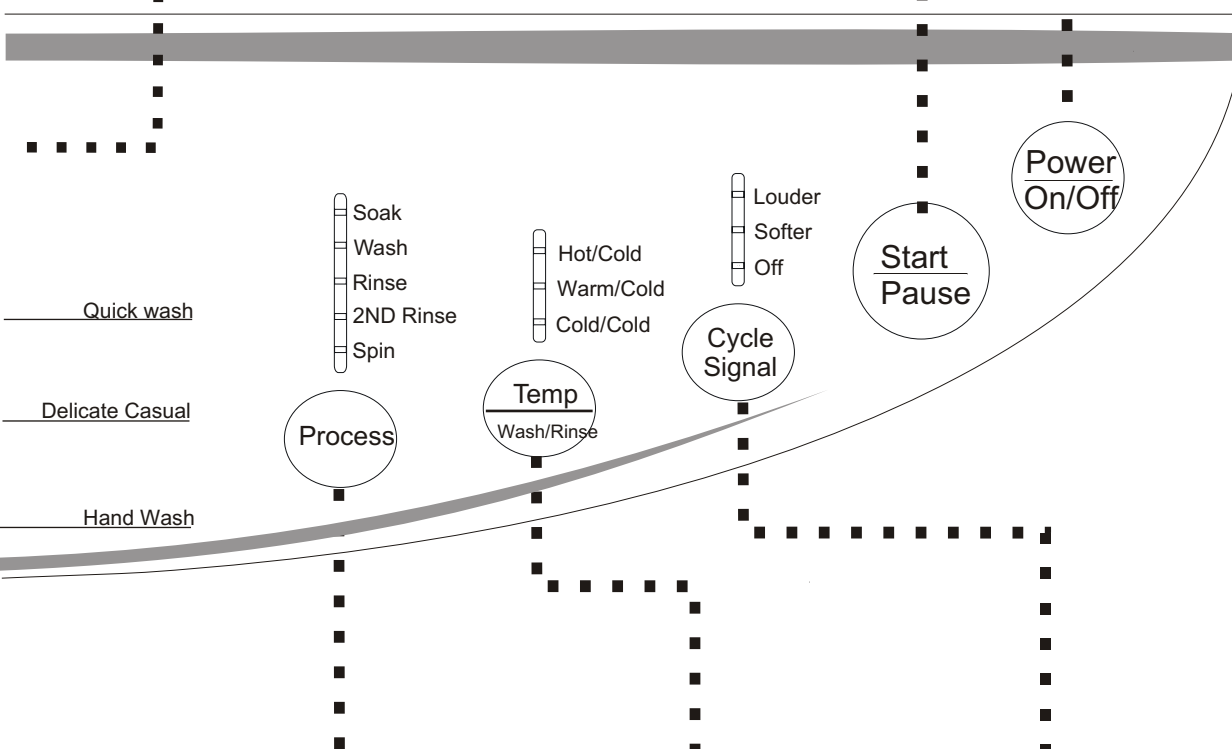 Quick wash
Delicate Casual
Hand Wash
Soak
Wash
Rinse
2ND Rinse
Spin
Process
Hot/Cold
Warm/Cold
Cold/Cold
Temp
Wash/Rinse
Louder
Softer
Off
Cycle
Signal
Start
Pause
Power
On/Off